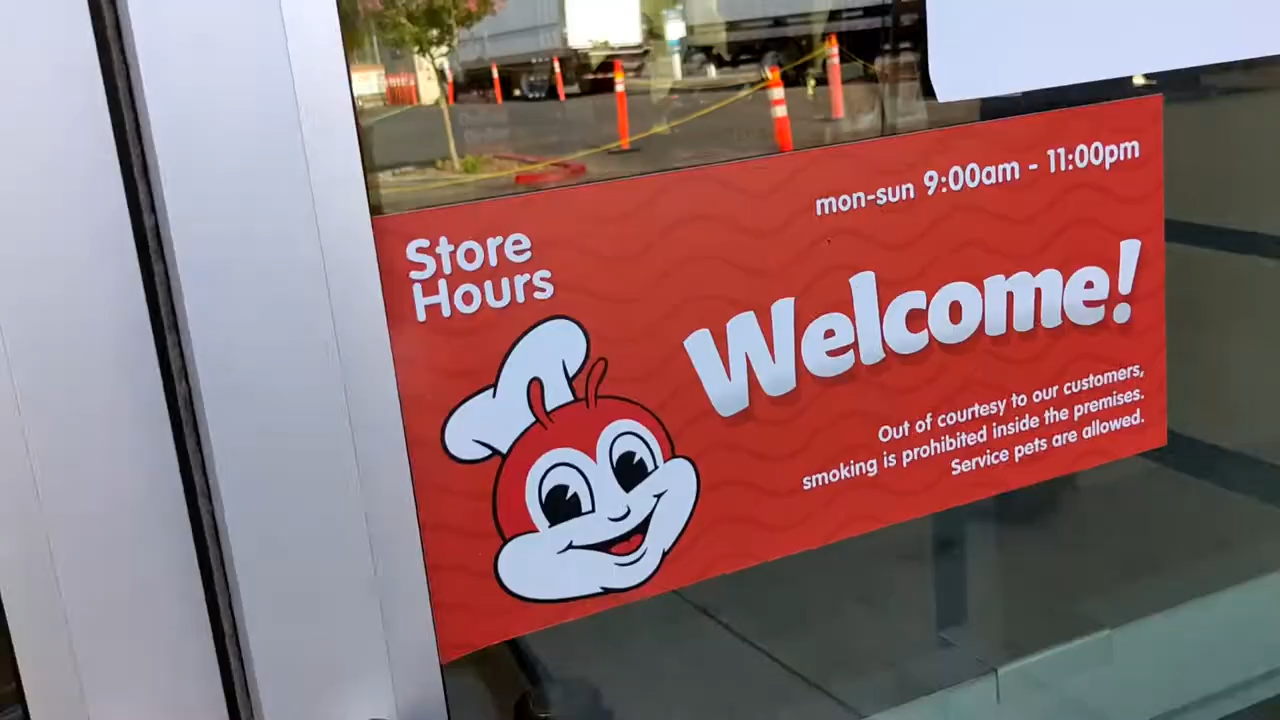 mon-sun 9:00am - 11:00pm
Store
Hours
Welcome!
Out of courtesy to our customers,
smoking is prohibited inside the premises.
Service pets are allowed.